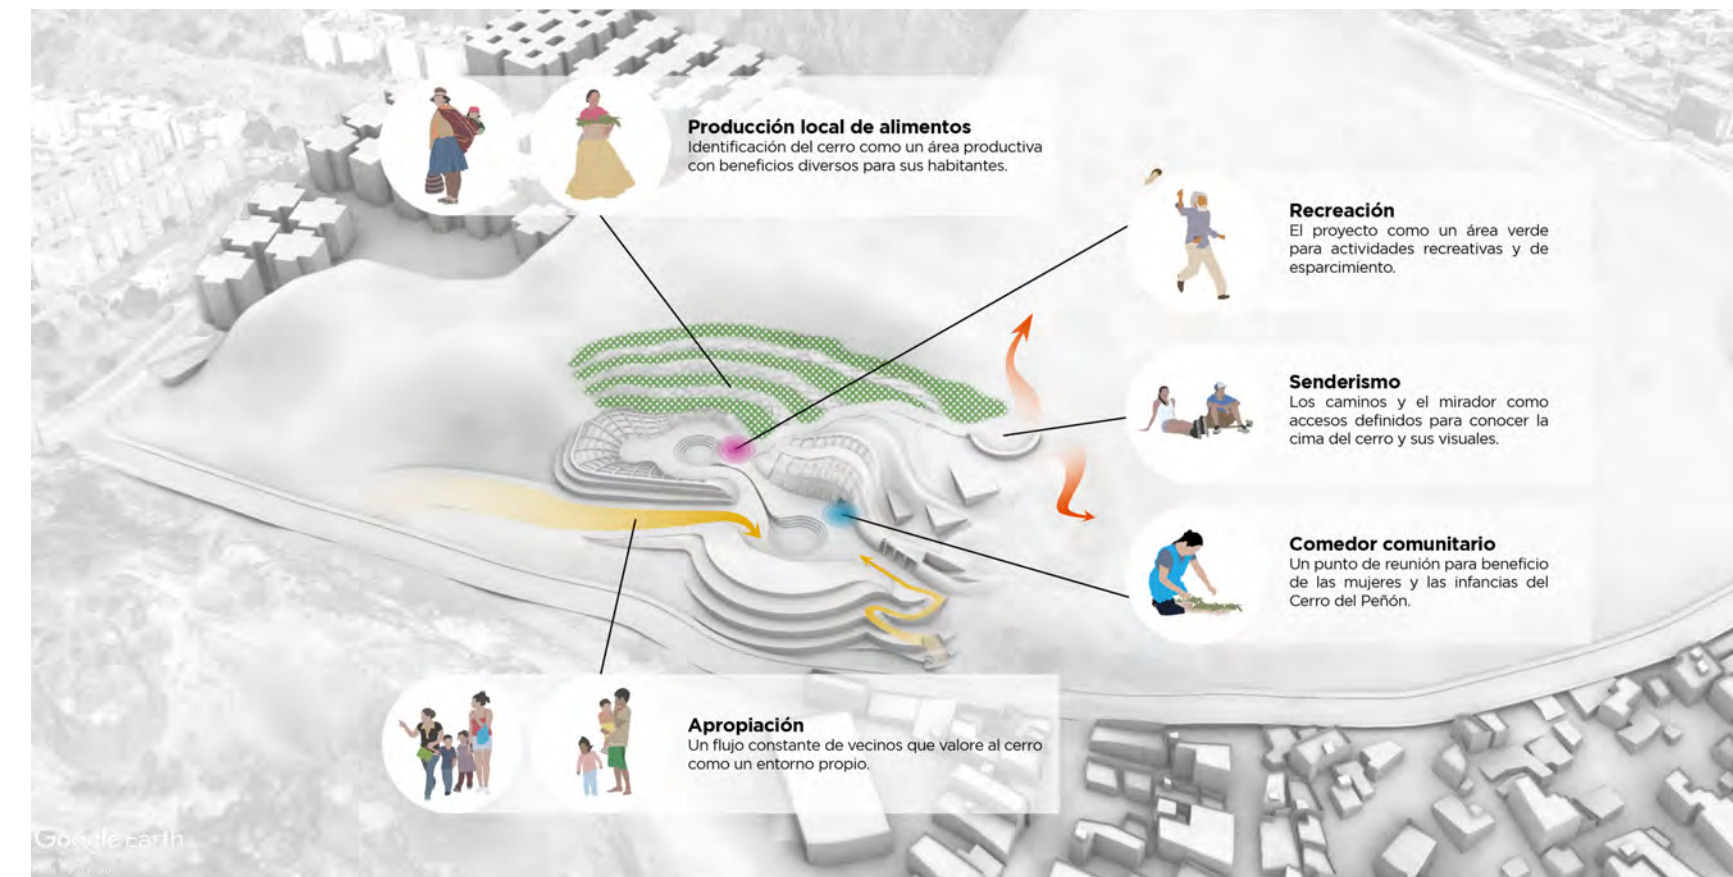 Producción local de alimentos
Identificación del cerro como un área productiva
con beneficios diversos para sus habitantes.
Recreación
El proyecto como un área verde
para actividades recreativas y de
esparcimiento.
Senderismo
Los caminos y el mirador como
accesos definidos para conocer la
cima del cerro y sus visuales.
Comedor comunitario
Un punto de reunión para beneficio
de las mujeres y las infancias del
Cerro del Peñón.
Apropiación
Un flujo constante de vecinos que valore al cerro
como un entorno propio.
Google Earth